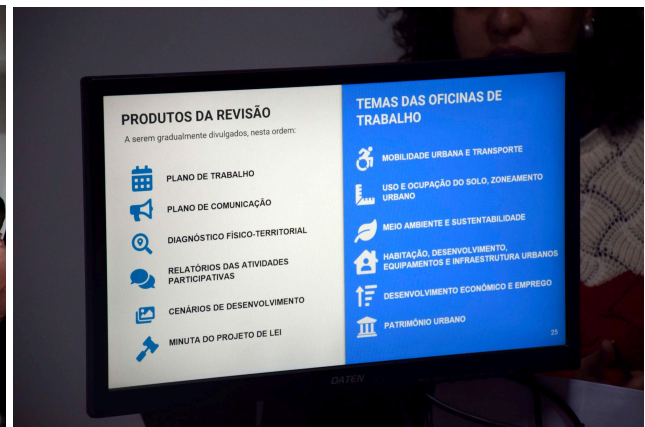 PRODUTOS DA REVISÃO
A serem gradualmente divulgados, nesta ordem:
PLANO DE TRABALHO
PLANO DE COMUNICAÇÃO
DIAGNÓSTICO FÍSICO-TERRITORIAL
RELATÓRIOS DAS ATIVIDADES
PARTICIPATIVAS
CENÁRIOS DE DESENVOLVIMENTO
MINUTA DO PROJETO DE LEI
TEMAS DAS OFICINAS DE
TRABALHO
MOBILIDADE URBANA E TRANSPORTE
USO E OCUPAÇÃO DO SOLO, ZONEAMENTO
URBANO
MEIO AMBIENTE E SUSTENTABILIDADE
HABITAÇÃO, DESENVOLVIMENTO,
EQUIPAMENTOS E INFRAESTRUTURA URBANOS
DESENVOLVIMENTO ECONÔMICO E EMPREGO
PATRIMÔNIO URBANO
25
DATEN